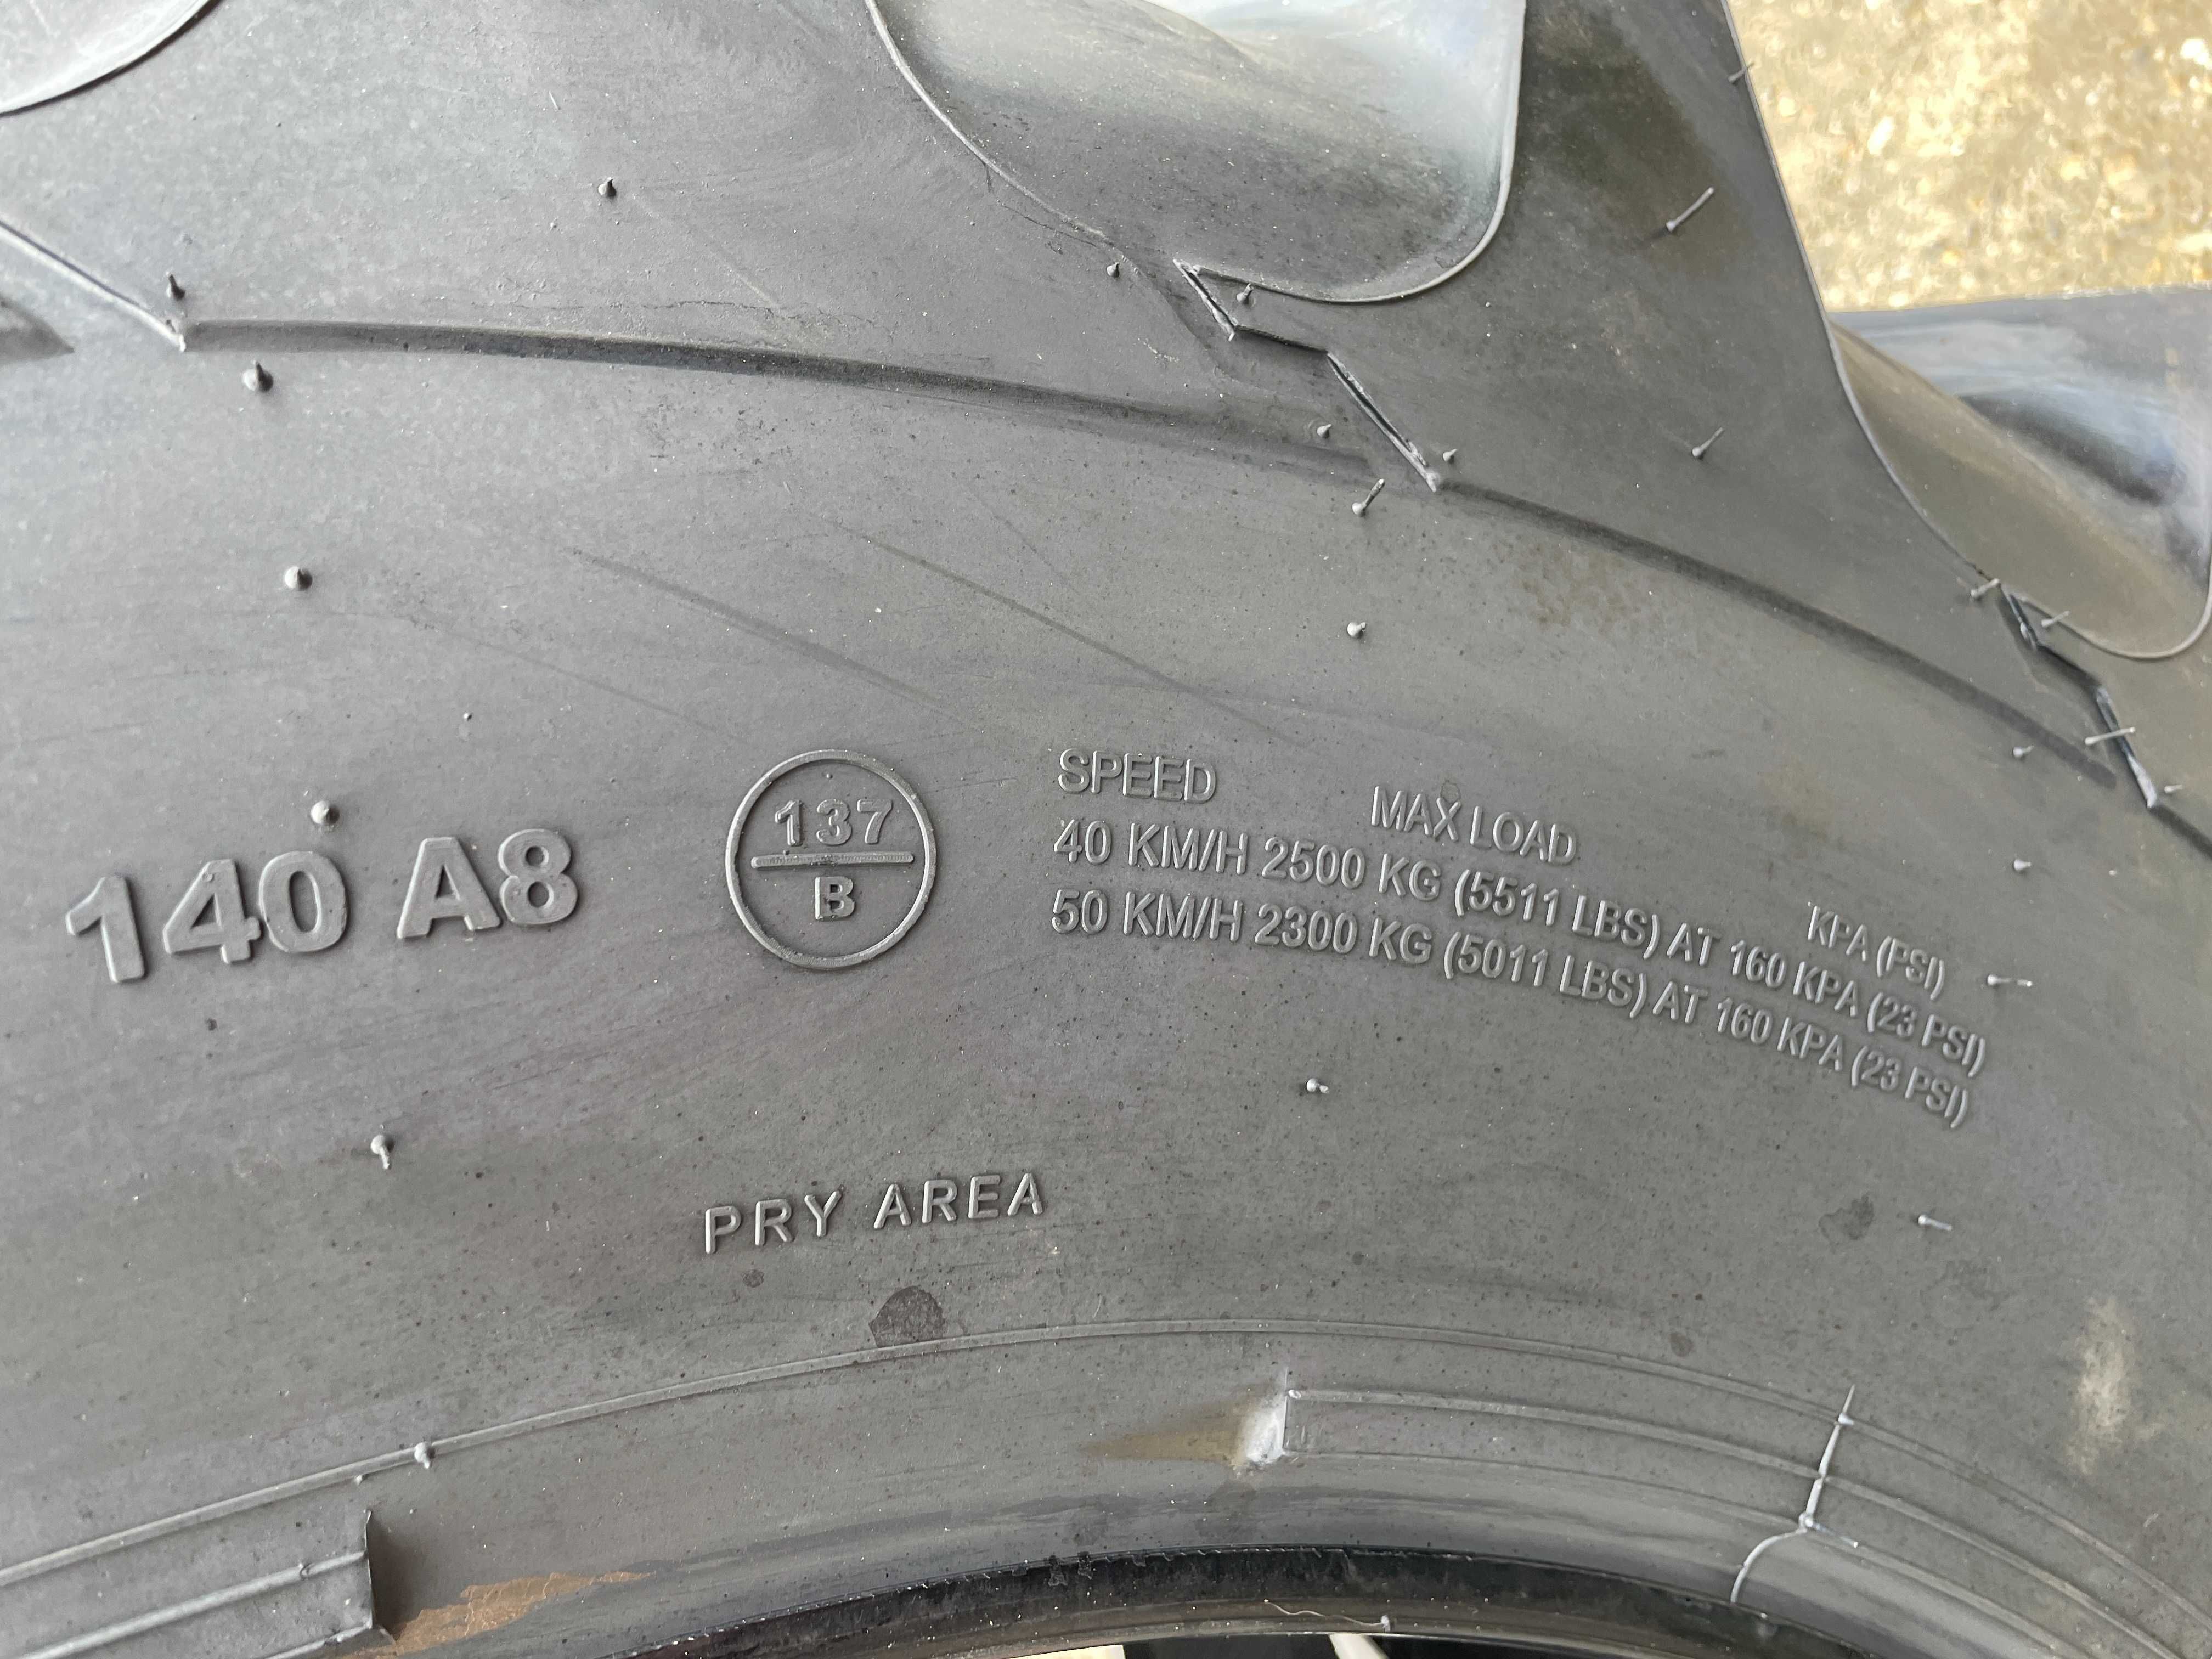 140 A8
137
B
SPEED MAX LOAD KPA (PSI)
40 KM/H 2500 KG (5511 LBS) AT 160 KPA (23 PSI)
50 KM/H 2300 KG (5011 LBS) AT 160 KPA (23 PSI)
PRY AREA